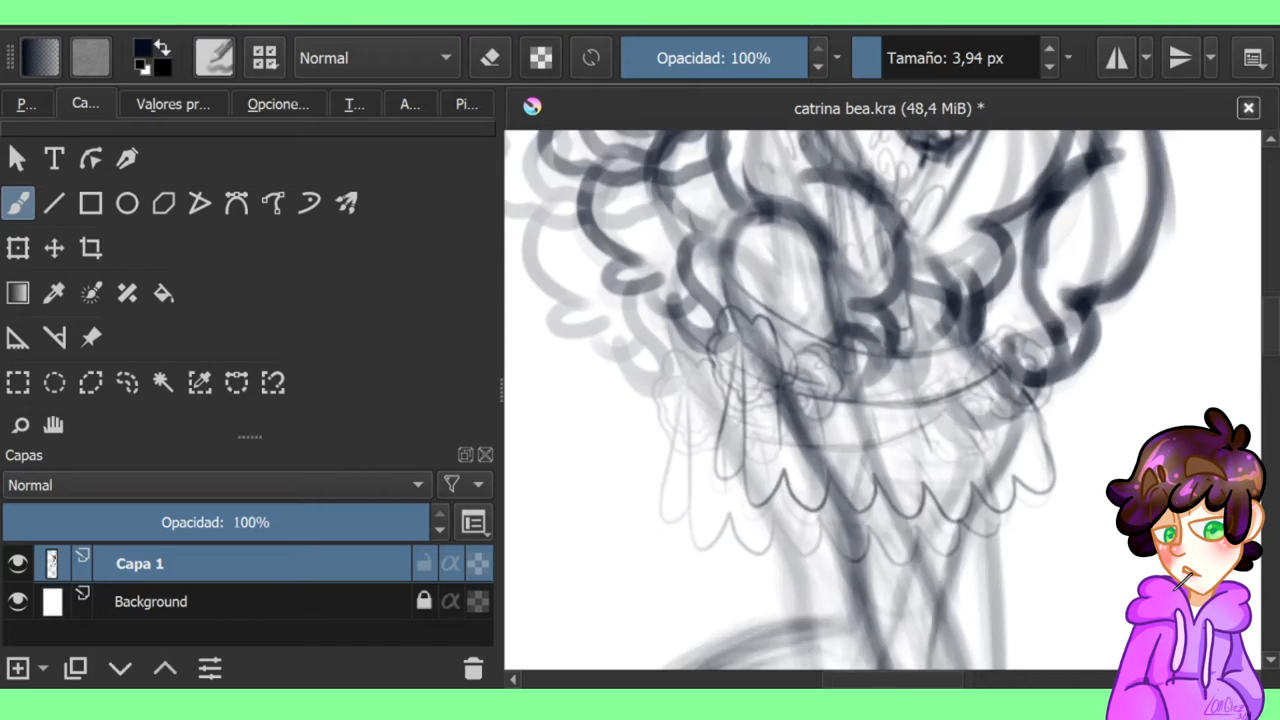 Normal
Opacidad: 100%
Tamaño: 3,94 px
P...
Ca...
Valores pr...
Opcione...
T...
A...
Pi...
catrina bea.kra (48,4 MiB) *
Capas
Normal
Opacidad: 100%
Capa 1
Background